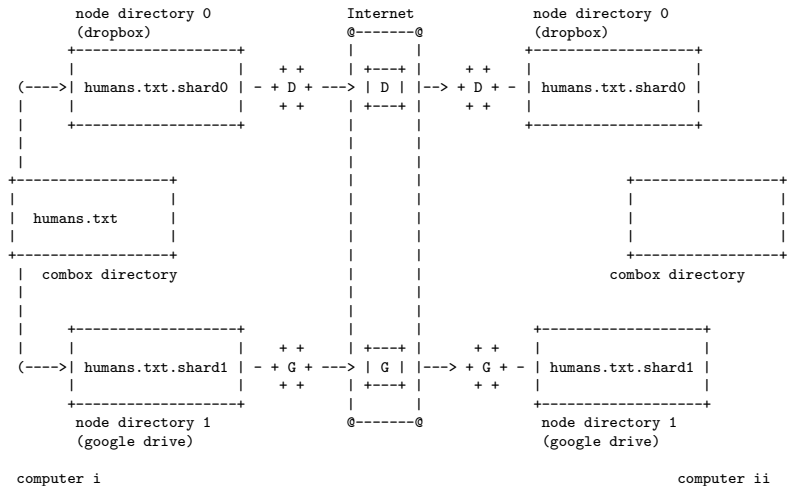 node directory 0 Internet node directory 0
(dropbox) @-------@ (dropbox)
+-------------------+ | | +-------------------+
| | + + | +---+ | + + | |
(---->| humans.txt.shard0 | - + D + ---> | D | |--> + D + - | humans.txt.shard0 |
| | | + + | +---+ | + + | |
| +-------------------+ | | +-------------------+
| | |
| | |
+------------------+ | | +-----------------+
| | | | | |
| humans.txt | | | | |
| | | | | |
+------------------+ | | +-----------------+
| combox directory | | combox directory
| | |
| | |
| +-------------------+ | | +-------------------+
| | | + + | +---+ | + + | |
(---->| humans.txt.shard1 | - + G + ---> | G | |---> + G + - | humans.txt.shard1 |
| | + + | +---+ | + + | |
+-------------------+ | | +-------------------+
node directory 1 @-------@ node directory 1
(google drive) (google drive)
computer i computer ii